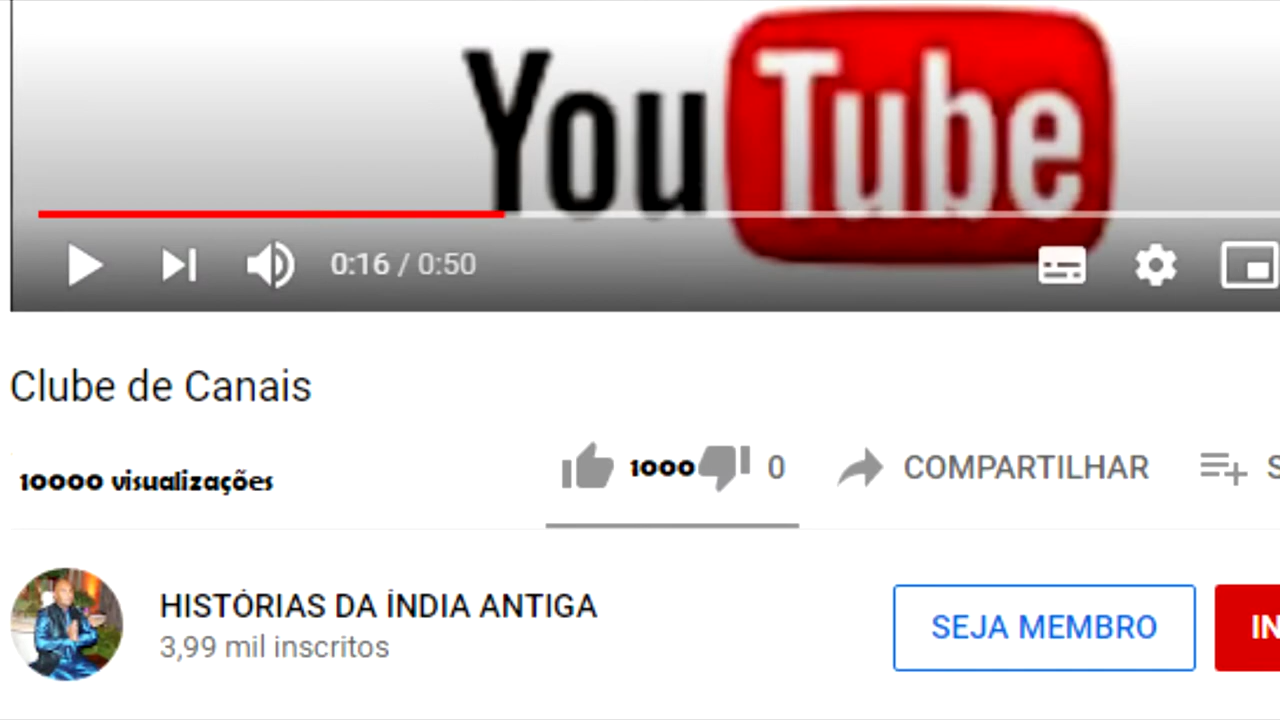 YouTube
0:16 / 0:50
Clube de Canais
10000 visualizações
1000 0 COMPARTILHAR S
HISTÓRIAS DA ÍNDIA ANTIGA
3,99 mil inscritos
SEJA MEMBRO IN